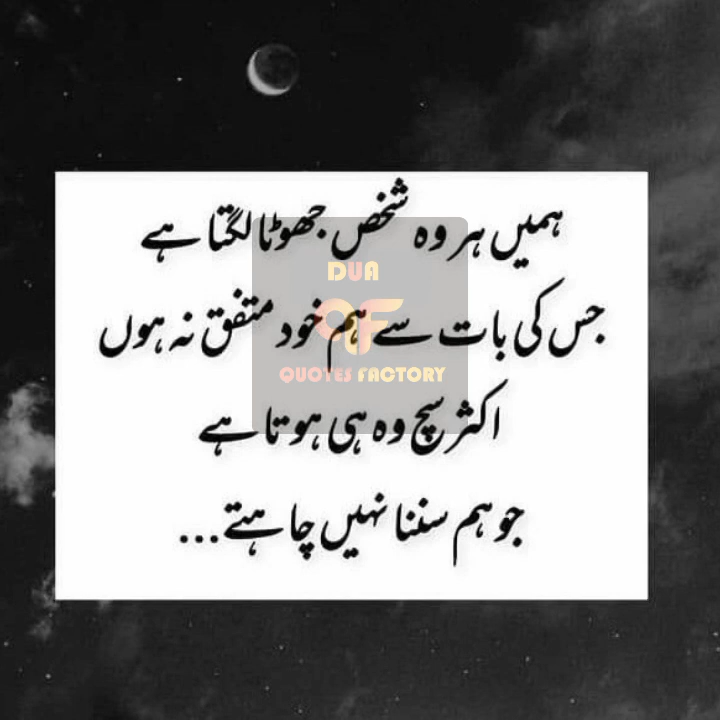 ہمیں ہر وہ شخص جھوٹا لگتا ہے
DUA
QF
جس کی بات سے ہم خود متفق نہ ہوں
QUOTES FACTORY
اکثر سچ وہ ہی ہوتا ہے
جو ہم سننا نہیں چاہتے...